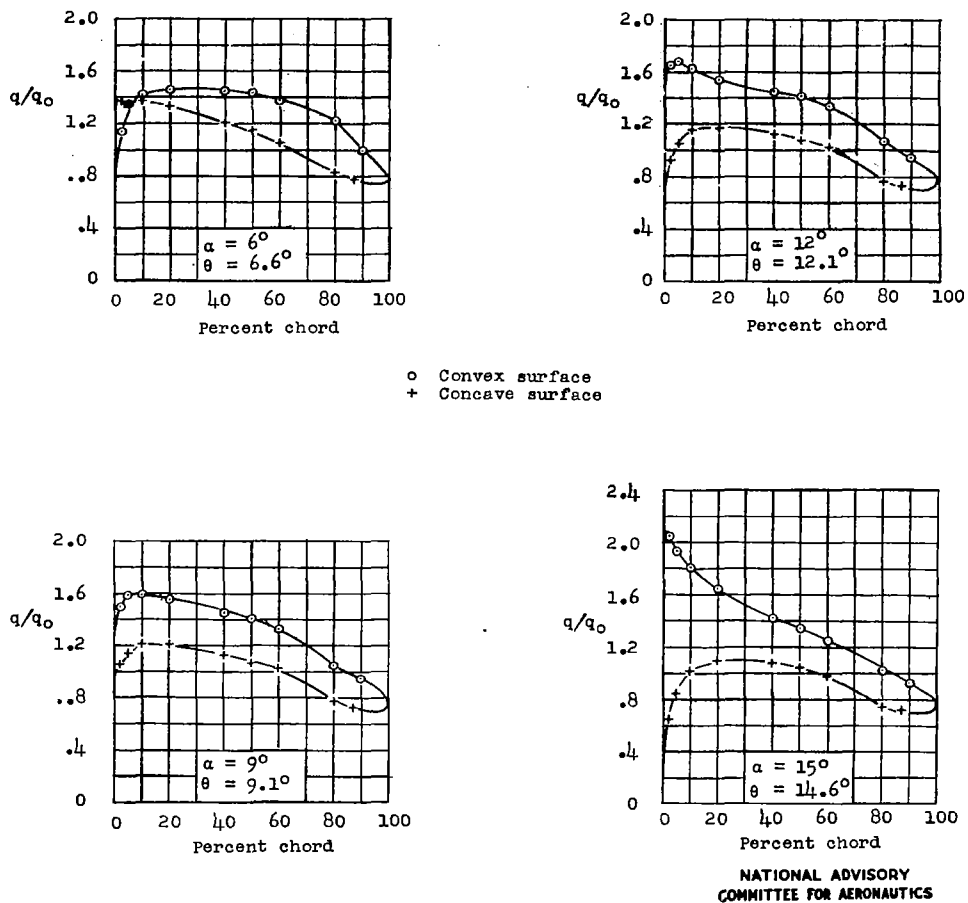 2.0
1.6
q/q₀
1.2
.8
.4
0
α = 6°
θ = 6.6°
0 20 40 60 80 100
Percent chord
2.0
1.6
q/q₀
1.2
.8
.4
0
α = 12°
θ = 12.1°
0 20 40 60 80 100
Percent chord
o Convex surface
+ Concave surface
2.0
1.6
q/q₀
1.2
.8
.4
0
α = 9°
θ = 9.1°
0 20 40 60 80 100
Percent chord
2.4
2.0
1.6
q/q₀
1.2
.8
.4
0
α = 15°
θ = 14.6°
0 20 40 60 80 100
Percent chord
NATIONAL ADVISORY
COMMITTEE FOR AERONAUTICS